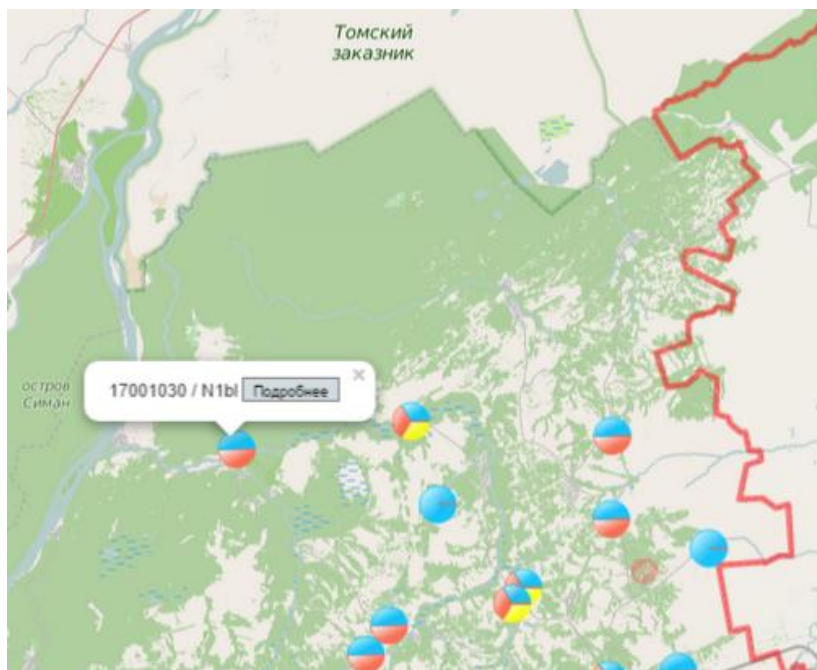 Томский
заказник
17001030 / N1bl Подробнее ×
остров
Симан